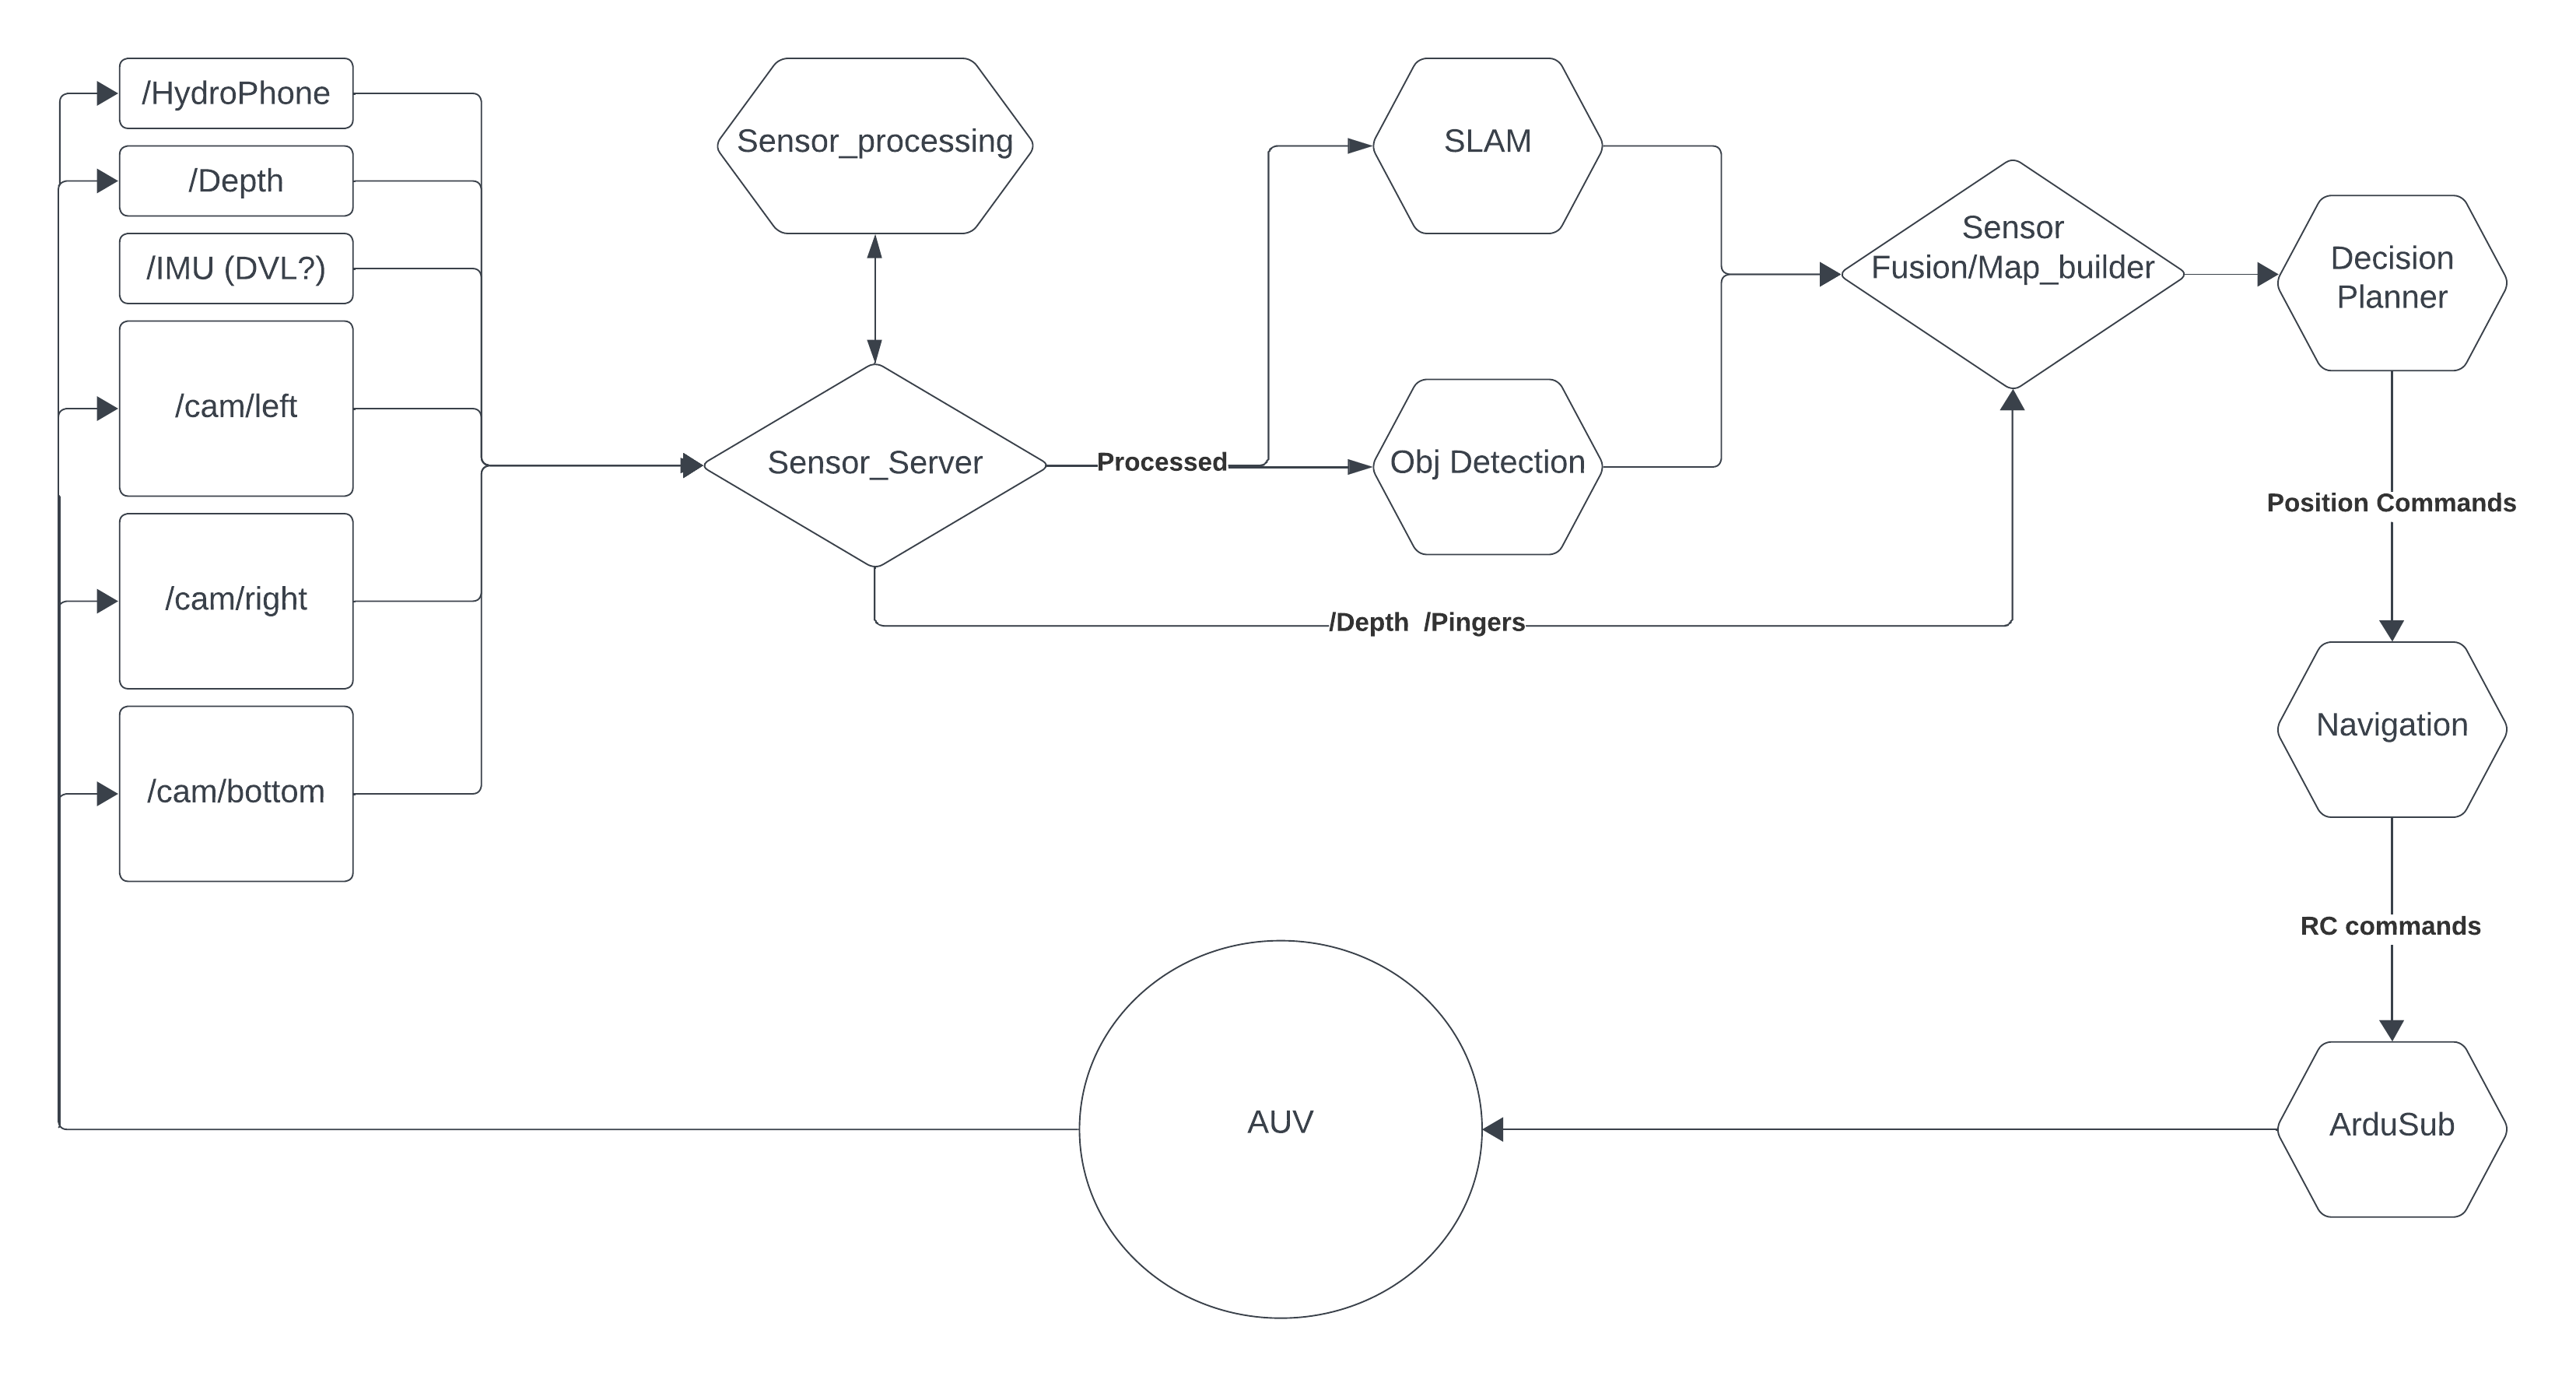 /HydroPhone
/Depth
/IMU (DVL?)
/cam/left
/cam/right
/cam/bottom
Sensor_processing
Sensor_Server
Processed
SLAM
Obj Detection
/Depth  /Pingers
Sensor
Fusion/Map_builder
Decision
Planner
Position Commands
Navigation
RC commands
ArduSub
AUV